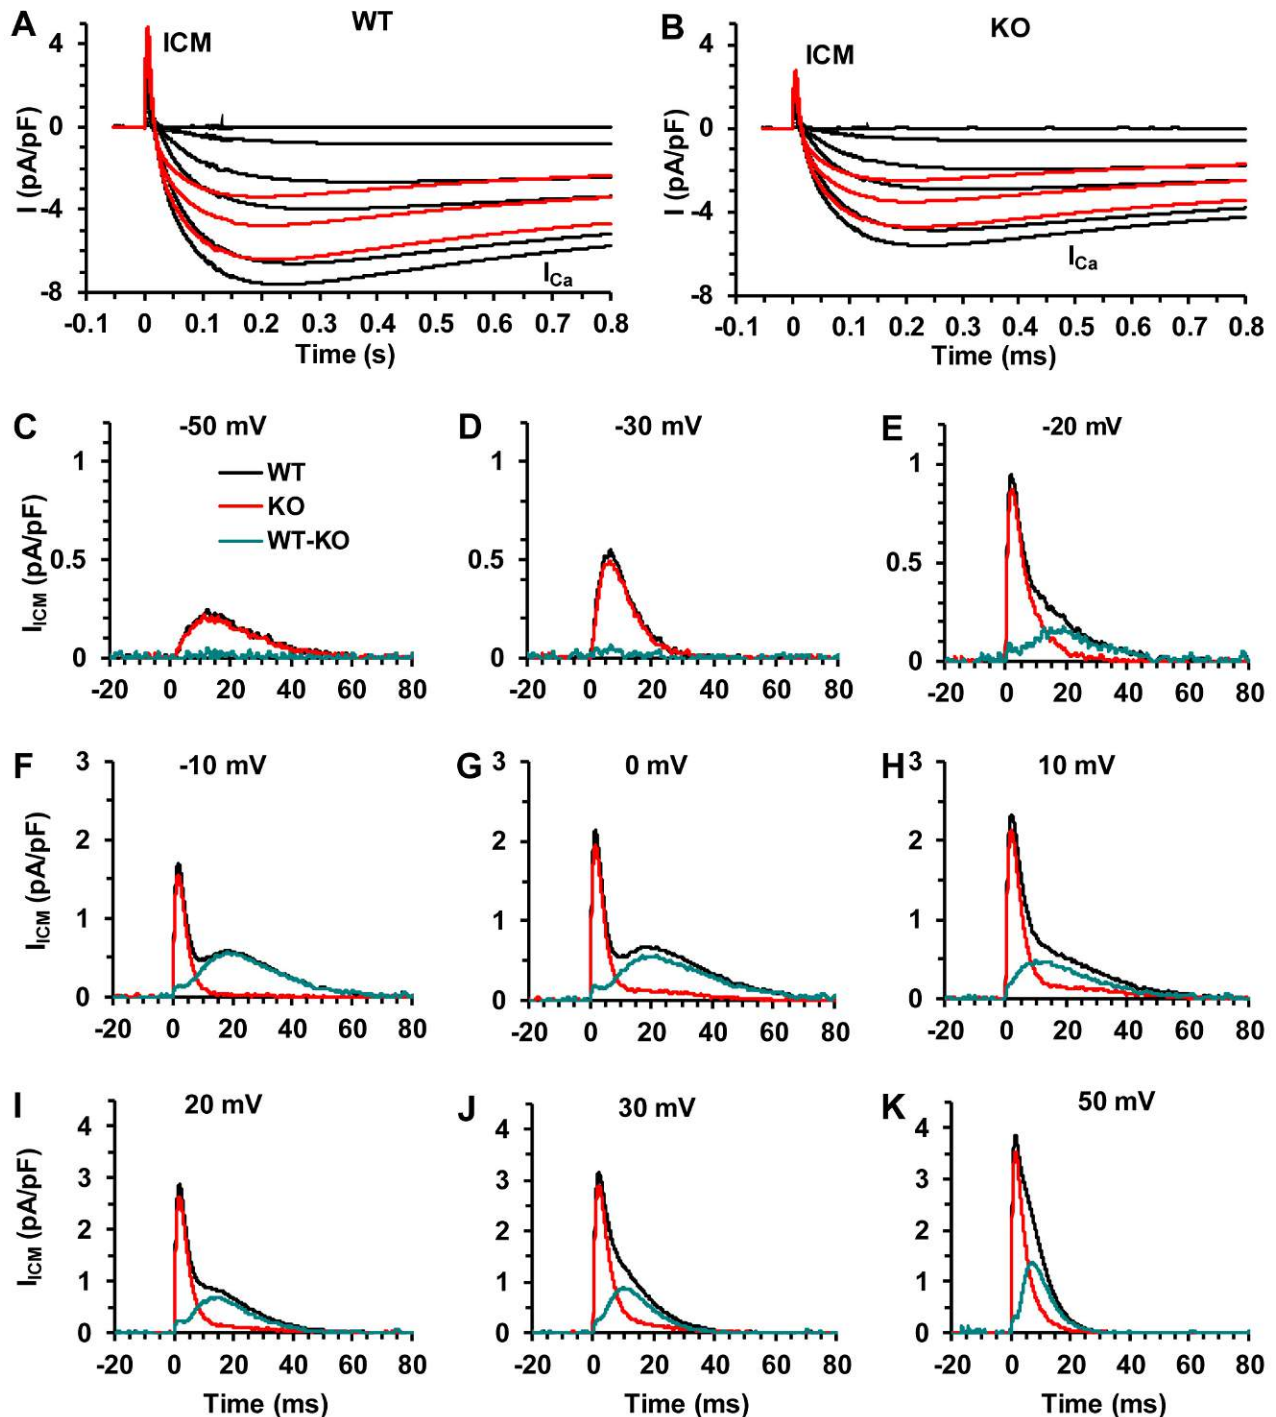 A WT B KO
ICM ICM
4 4
0 0
-4 -4
-8 -8
I (pA/pF) I (pA/pF)
I_Ca I_Ca
-0.1 0 0.1 0.2 0.3 0.4 0.5 0.6 0.7 0.8 -0.1 0 0.1 0.2 0.3 0.4 0.5 0.6 0.7 0.8
Time (s) Time (ms)
C -50 mV D -30 mV E -20 mV
WT
KO
WT-KO
I_ICM (pA/pF)
1 1 1
0.5 0.5 0.5
0 0 0
-20 0 20 40 60 80 -20 0 20 40 60 80 -20 0 20 40 60 80
F -10 mV G 0 mV H 10 mV
I_ICM (pA/pF)
3 3 3
2 2 2
1 1 1
0 0 0
-20 0 20 40 60 80 -20 0 20 40 60 80 -20 0 20 40 60 80
I 20 mV J 30 mV K 50 mV
I_ICM (pA/pF)
4 4 4
3 3 3
2 2 2
1 1 1
0 0 0
-20 0 20 40 60 80 -20 0 20 40 60 80 -20 0 20 40 60 80
Time (ms) Time (ms) Time (ms)